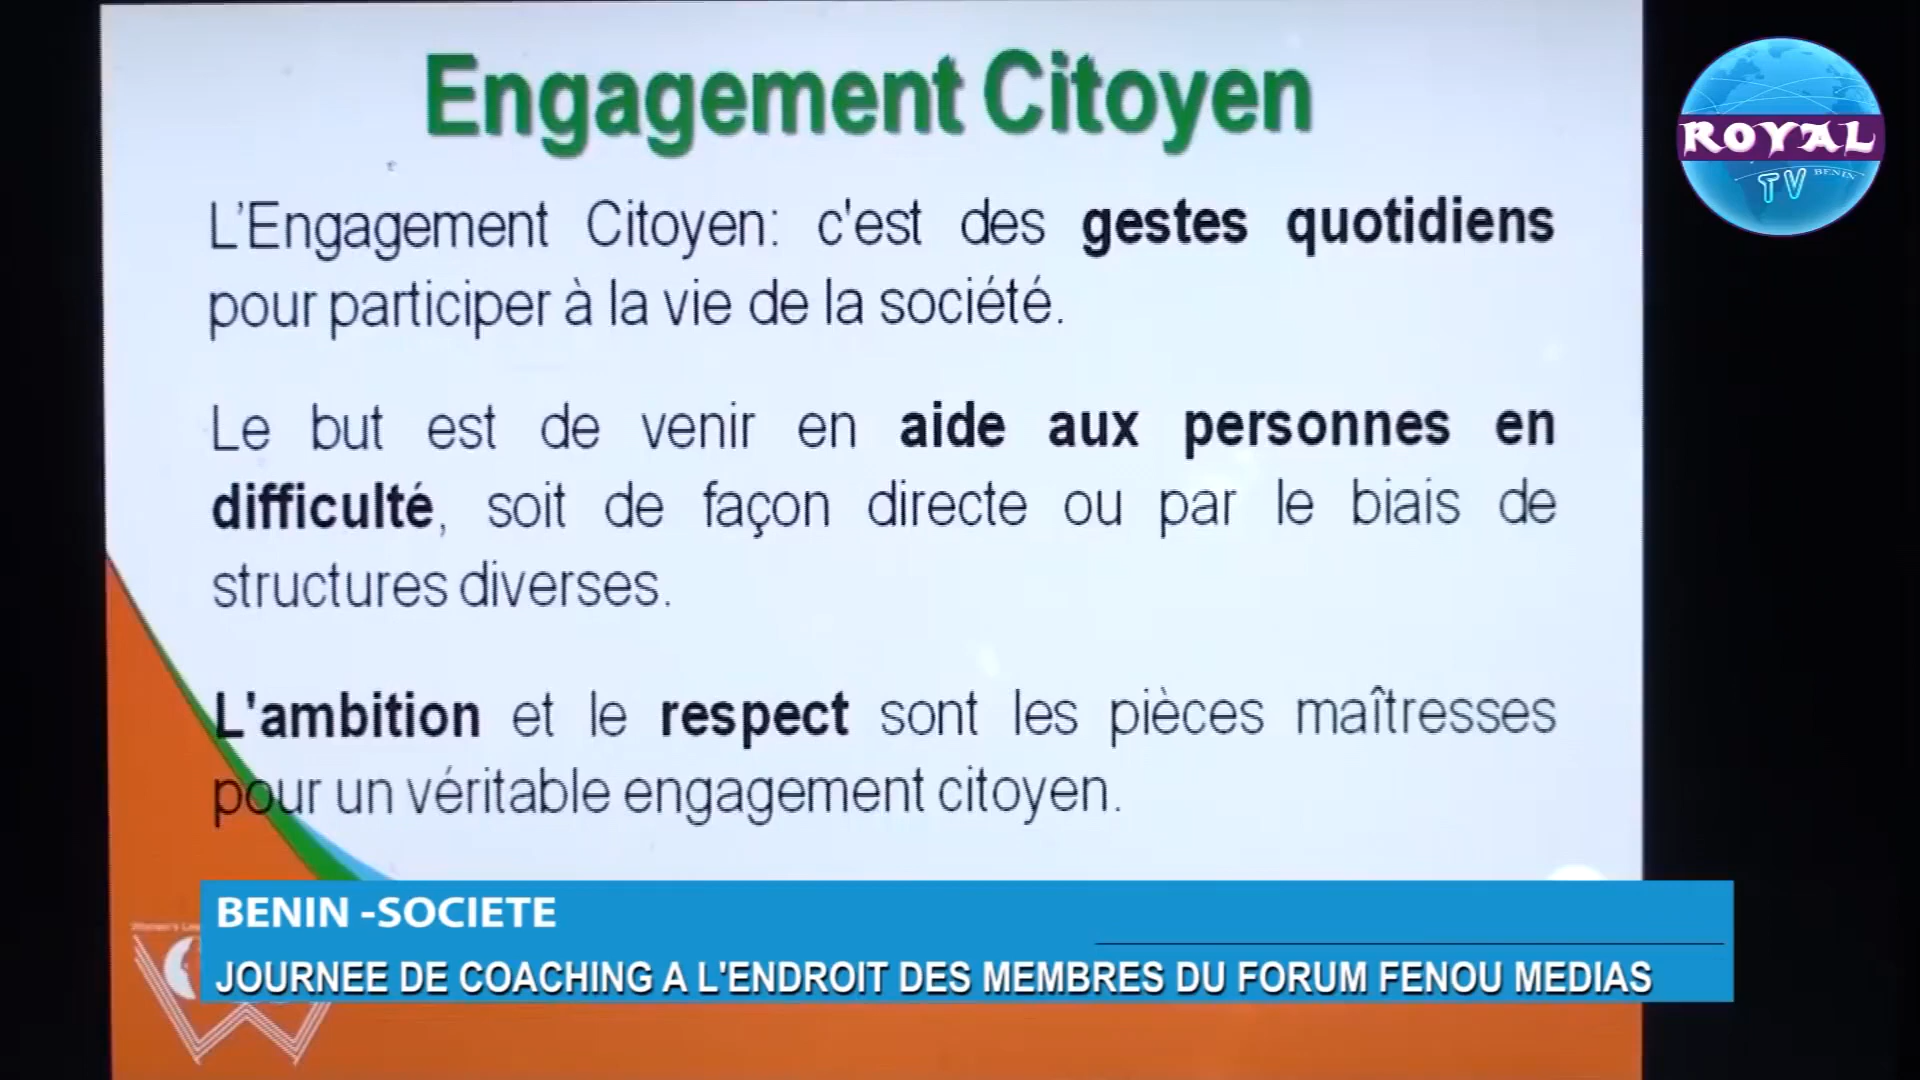 Engagement Citoyen
ROYAL
TV BENIN
L'Engagement Citoyen: c'est des gestes quotidiens
pour participer à la vie de la société.
Le but est de venir en aide aux personnes en
difficulté, soit de façon directe ou par le biais de
structures diverses.
L'ambition et le respect sont les pièces maîtresses
pour un véritable engagement citoyen.
BENIN -SOCIETE
JOURNEE DE COACHING A L'ENDROIT DES MEMBRES DU FORUM FENOU MEDIAS